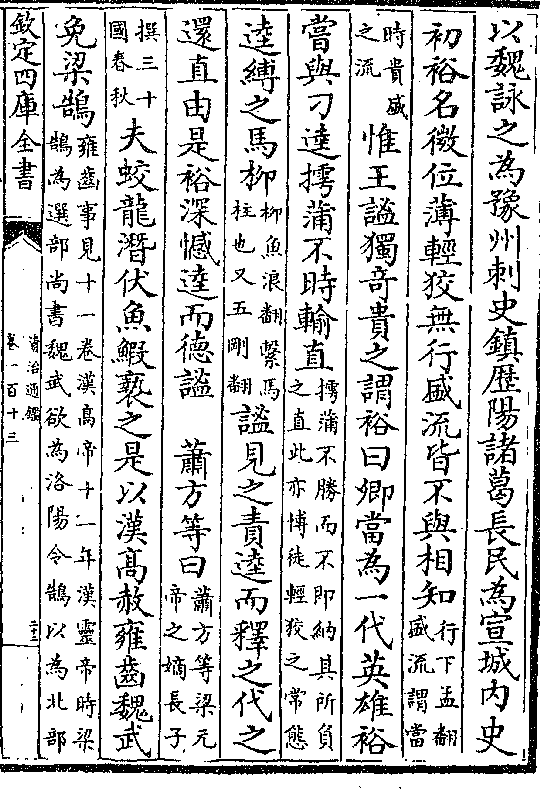 以魏詠之為豫州刺史鎮歴陽諸葛長民為宣城内史
初裕名微位薄輕狡無行盛流皆不與相知行下孟翻盛流謂當
時貴盛之流惟王謐獨竒貴之謂裕曰卿當為一代英雄裕
當與刁逵摴蒲不時輸直摴蒲不勝而不即納其所負之直此亦博徒輕狡之常態
逵縛之馬枊枊魚浪翻繫馬柱也又五剛翻謐見之責逵而釋之代之
還直由是裕深憾逵而德謐　蕭方等曰蕭方等梁元帝之嫡長子
撰三十國春秋夫蛟龍潛伏魚鰕䙝之是以漢髙赦雍齒魏武
免梁鵠雍齒事見十一卷漢髙帝十一年漢靈帝時梁鵠為選部尚書魏武欲為洛陽令鵠以為北部
欽定四庫全書
資治通鑑
卷一百十三
二十三